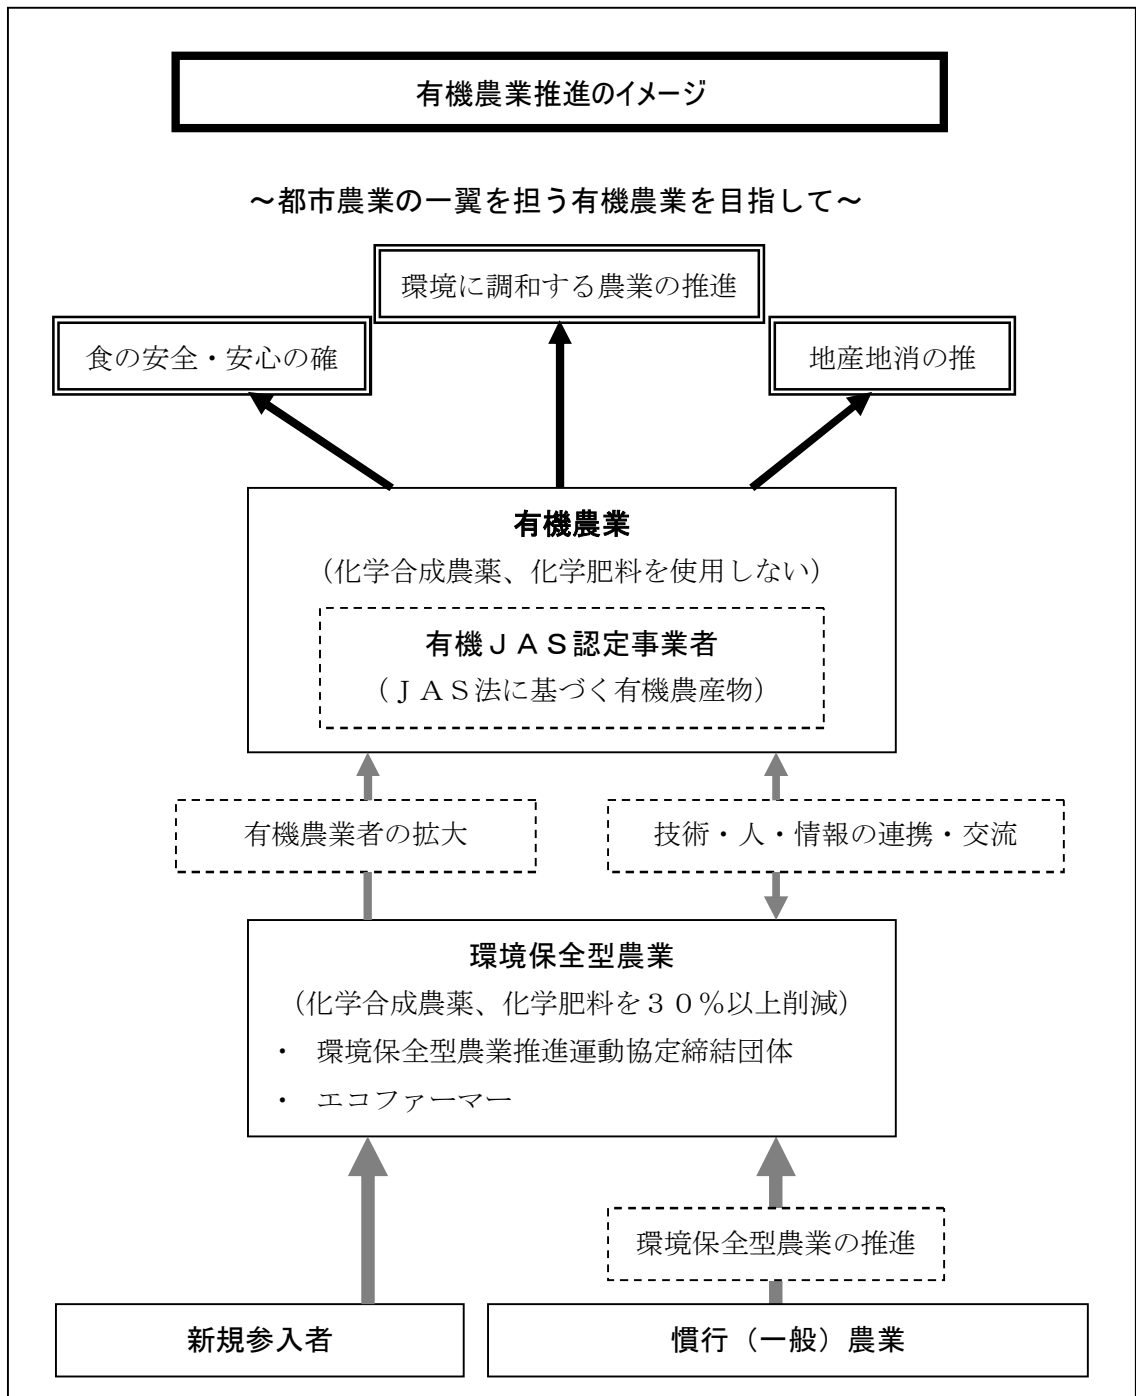 有機農業推進のイメージ
～都市農業の一翼を担う有機農業を目指して～
環境に調和する農業の推進
食の安全・安心の確
地産地消の推
有機農業
（化学合成農薬、化学肥料を使用しない）
有機ＪＡＳ認定事業者
（ＪＡＳ法に基づく有機農産物）
有機農業者の拡大
技術・人・情報の連携・交流
環境保全型農業
（化学合成農薬、化学肥料を３０％以上削減）
・ 環境保全型農業推進運動協定締結団体
・ エコファーマー
環境保全型農業の推進
新規参入者
慣行（一般）農業